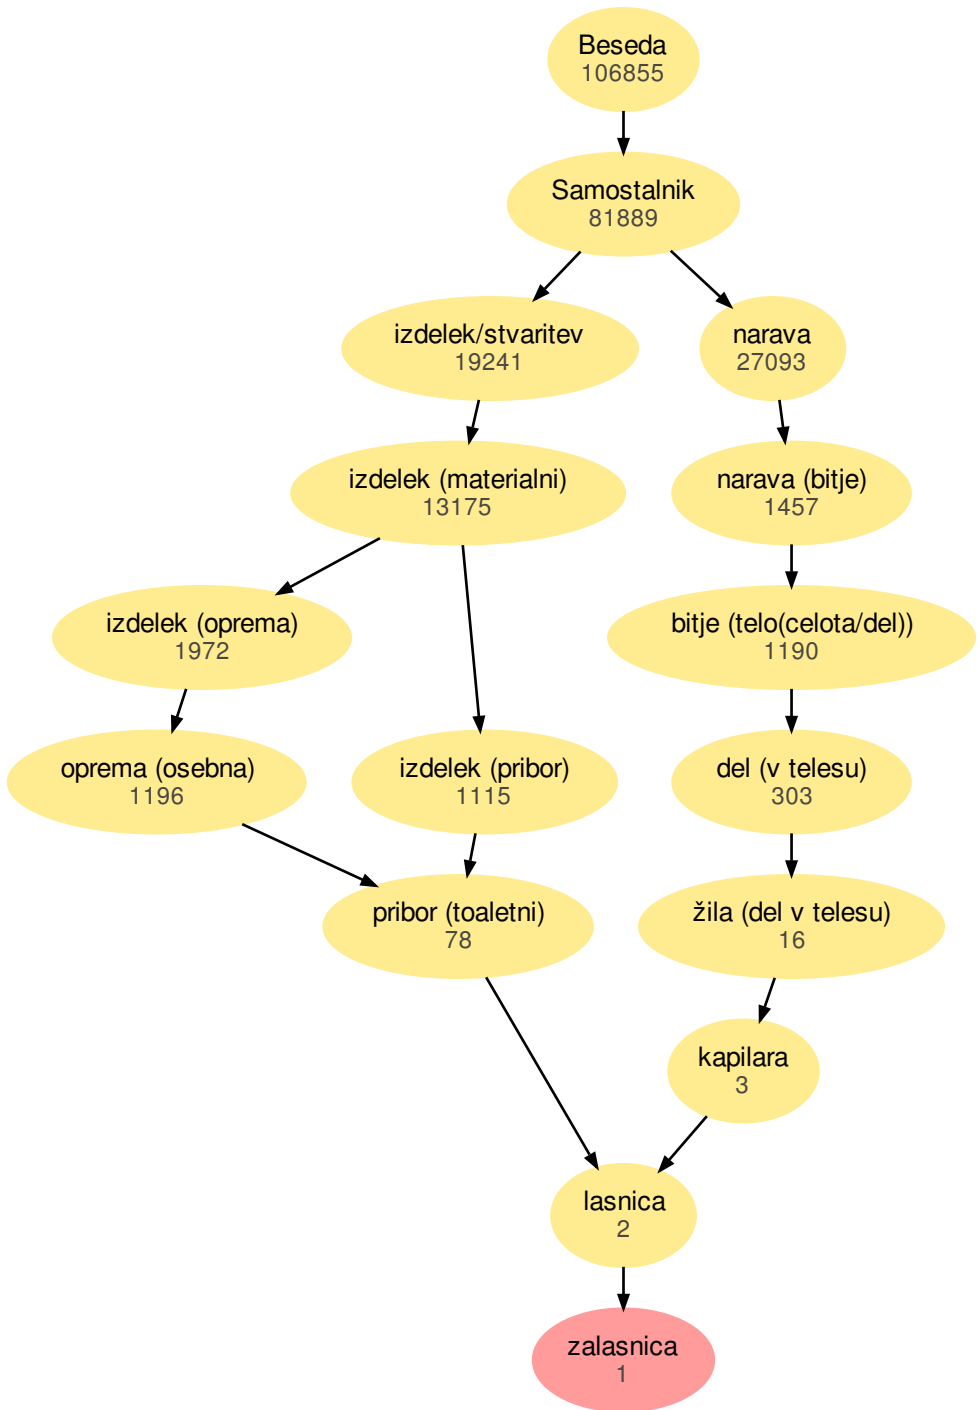 Beseda
106855
Samostalnik
81889
izdelek/stvaritev
19241
narava
27093
izdelek (materialni)
13175
narava (bitje)
1457
izdelek (oprema)
1972
bitje (telo(celota/del))
1190
oprema (osebna)
1196
izdelek (pribor)
1115
del (v telesu)
303
pribor (toaletni)
78
žila (del v telesu)
16
kapilara
3
lasnica
2
zalasnica
1